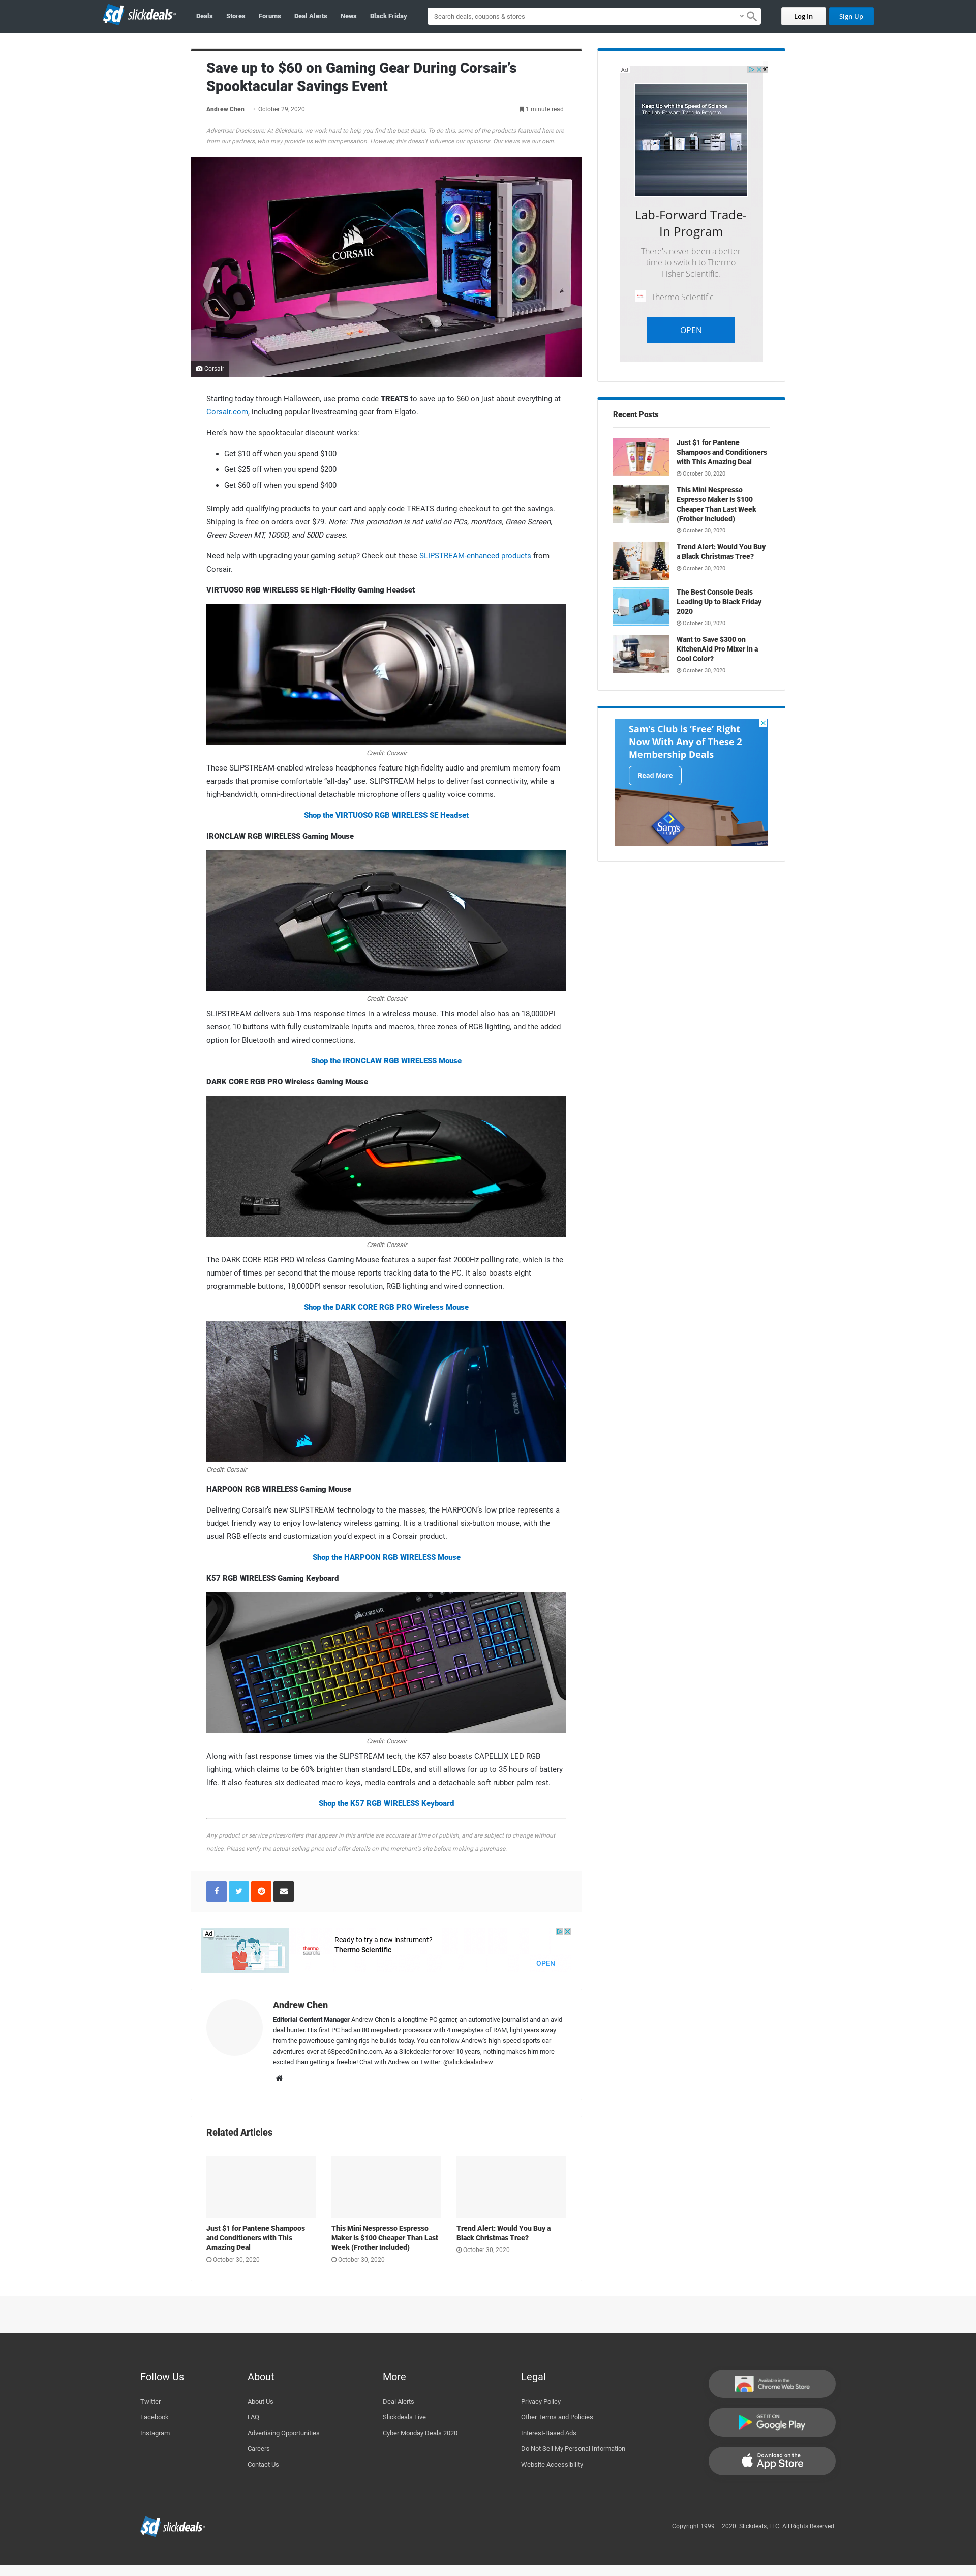 sd slickdeals
Deals
Stores
Forums
Deal Alerts
News
Black Friday
Search deals, coupons & stores
Log In
Sign Up
Save up to $60 on Gaming Gear During Corsair’s
Spooktacular Savings Event
Andrew Chen
October 29, 2020
1 minute read
Advertiser Disclosure: At Slickdeals, we work hard to help you find the best deals. To do this, some of the products featured here are
from our partners, who may provide us with compensation. However, this doesn't influence our opinions. Our views are our own.
CORSAIR
Corsair
Starting today through Halloween, use promo code TREATS to save up to $60 on just about everything at
Corsair.com, including popular livestreaming gear from Elgato.
Here’s how the spooktacular discount works:
• Get $10 off when you spend $100
• Get $25 off when you spend $200
• Get $60 off when you spend $400
Simply add qualifying products to your cart and apply code TREATS during checkout to get the savings.
Shipping is free on orders over $79. Note: This promotion is not valid on PCs, monitors, Green Screen,
Green Screen MT, 1000D, and 500D cases.
Need help with upgrading your gaming setup? Check out these SLIPSTREAM-enhanced products from
Corsair.
VIRTUOSO RGB WIRELESS SE High-Fidelity Gaming Headset
Credit: Corsair
These SLIPSTREAM-enabled wireless headphones feature high-fidelity audio and premium memory foam
earpads that promise comfortable “all-day” use. SLIPSTREAM helps to deliver fast connectivity, while a
high-bandwidth, omni-directional detachable microphone offers quality voice comms.
Shop the VIRTUOSO RGB WIRELESS SE Headset
IRONCLAW RGB WIRELESS Gaming Mouse
Credit: Corsair
SLIPSTREAM delivers sub-1ms response times in a wireless mouse. This model also has an 18,000DPI
sensor, 10 buttons with fully customizable inputs and macros, three zones of RGB lighting, and the added
option for Bluetooth and wired connections.
Shop the IRONCLAW RGB WIRELESS Mouse
DARK CORE RGB PRO Wireless Gaming Mouse
Credit: Corsair
The DARK CORE RGB PRO Wireless Gaming Mouse features a super-fast 2000Hz polling rate, which is the
number of times per second that the mouse reports tracking data to the PC. It also boasts eight
programmable buttons, 18,000DPI sensor resolution, RGB lighting and wired connection.
Shop the DARK CORE RGB PRO Wireless Mouse
CORSAIR
Credit: Corsair
HARPOON RGB WIRELESS Gaming Mouse
Delivering Corsair’s new SLIPSTREAM technology to the masses, the HARPOON’s low price represents a
budget friendly way to enjoy low-latency wireless gaming. It is a traditional six-button mouse, with the
usual RGB effects and customization you’d expect in a Corsair product.
Shop the HARPOON RGB WIRELESS Mouse
K57 RGB WIRELESS Gaming Keyboard
CORSAIR
Credit: Corsair
Along with fast response times via the SLIPSTREAM tech, the K57 also boasts CAPELLIX LED RGB
lighting, which claims to be 60% brighter than standard LEDs, and still allows for up to 35 hours of battery
life. It also features six dedicated macro keys, media controls and a detachable soft rubber palm rest.
Shop the K57 RGB WIRELESS Keyboard
Any product or service prices/offers that appear in this article are accurate at time of publish, and are subject to change without
notice. Please verify the actual selling price and offer details on the merchant's site before making a purchase.
Ad
thermo
scientific
Ready to try a new instrument?
Thermo Scientific
OPEN
Andrew Chen
Editorial Content Manager Andrew Chen is a longtime PC gamer, an automotive journalist and an avid
deal hunter. His first PC had an 80 megahertz processor with 4 megabytes of RAM, light years away
from the powerhouse gaming rigs he builds today. You can follow Andrew's high-speed sports car
adventures over at 6SpeedOnline.com. As a Slickdealer for over 10 years, nothing makes him more
excited than getting a freebie! Chat with Andrew on Twitter: @slickdealsdrew
Related Articles
Just $1 for Pantene Shampoos
and Conditioners with This
Amazing Deal
October 30, 2020
This Mini Nespresso Espresso
Maker Is $100 Cheaper Than Last
Week (Frother Included)
October 30, 2020
Trend Alert: Would You Buy a
Black Christmas Tree?
October 30, 2020
Ad
Keep Up with the Speed of Science
The Lab-Forward Trade-In Program
Lab-Forward Trade-
In Program
There's never been a better
time to switch to Thermo
Fisher Scientific.
Thermo Scientific
OPEN
Recent Posts
Just $1 for Pantene
Shampoos and Conditioners
with This Amazing Deal
October 30, 2020
This Mini Nespresso
Espresso Maker Is $100
Cheaper Than Last Week
(Frother Included)
October 30, 2020
Trend Alert: Would You Buy
a Black Christmas Tree?
October 30, 2020
The Best Console Deals
Leading Up to Black Friday
2020
October 30, 2020
Want to Save $300 on
KitchenAid Pro Mixer in a
Cool Color?
October 30, 2020
Sam’s Club is ‘Free’ Right
Now With Any of These 2
Membership Deals
Read More
Sam's
CLUB
Follow Us
Twitter
Facebook
Instagram
About
About Us
FAQ
Advertising Opportunities
Careers
Contact Us
More
Deal Alerts
Slickdeals Live
Cyber Monday Deals 2020
Legal
Privacy Policy
Other Terms and Policies
Interest-Based Ads
Do Not Sell My Personal Information
Website Accessibility
Available in the
Chrome Web Store
GET IT ON
Google Play
Download on the
App Store
sd slickdeals
Copyright 1999 – 2020. Slickdeals, LLC. All Rights Reserved.